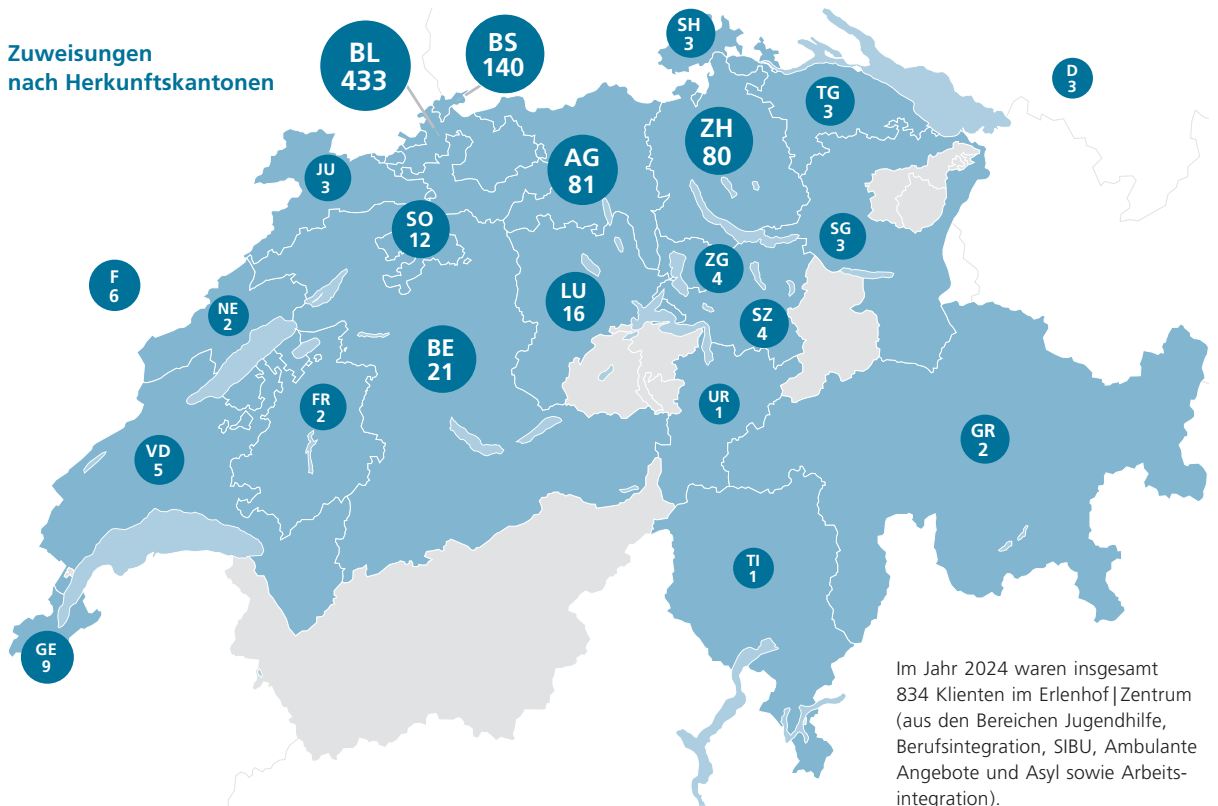 Zuweisungen
nach Herkunftskantonen
BL
433
BS
140
SH
3
D
3
TG
3
ZH
80
AG
81
JU
3
SO
12
SG
3
ZG
4
F
6
NE
2
LU
16
SZ
4
BE
21
FR
2
UR
1
GR
2
VD
5
TI
1
GE
9
Im Jahr 2024 waren insgesamt
834 Klienten im Erlenhof|Zentrum
(aus den Bereichen Jugendhilfe,
Berufsintegration, SIBU, Ambulante
Angebote und Asyl sowie Arbeits-
integration).